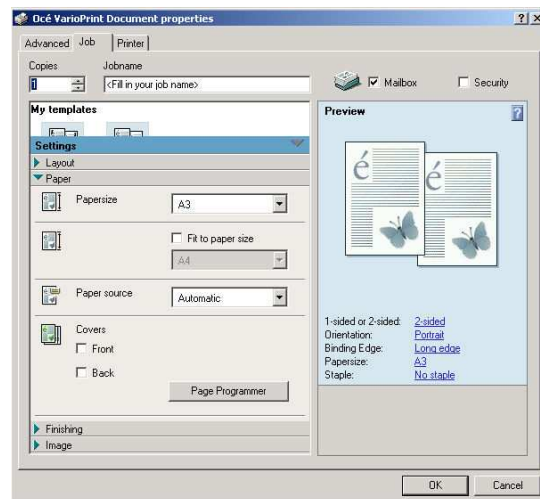 Océ VarioPrint Document properties
Advanced Job Printer
Copies Jobname
1 <Fill in your job name> Mailbox Security
My templates
Settings
Layout
Paper
Papersize A3
Fit to paper size
A4
Paper source Automatic
Covers
Front
Back
Page Programmer
Finishing
Image
Preview
é é
1-sided or 2-sided: 2-sided
Orientation: Portrait
Binding Edge: Long edge
Papersize: A3
Staple: No staple
OK Cancel